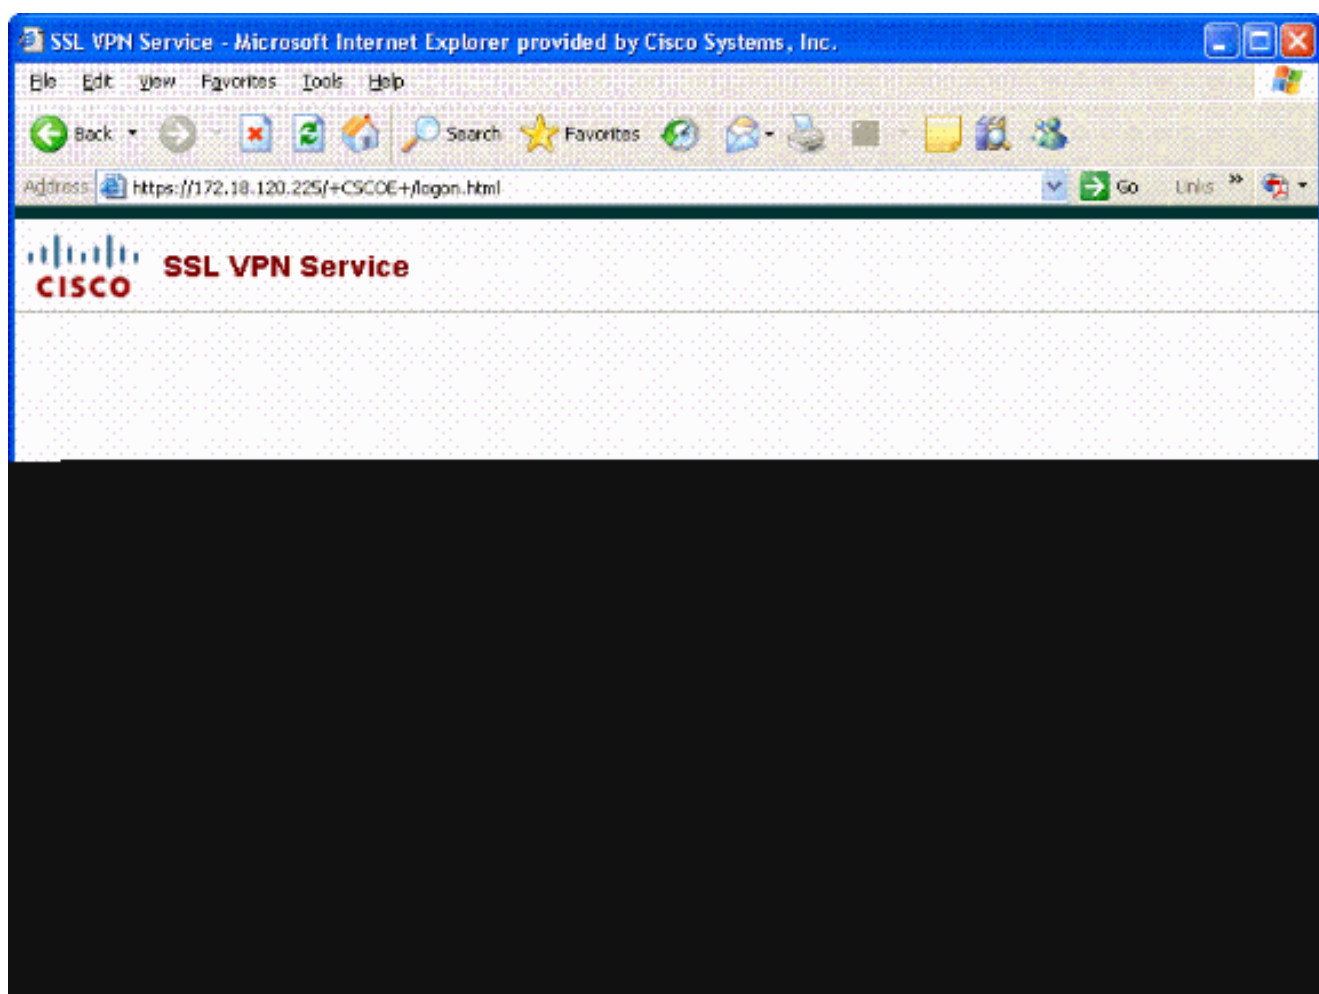 SSL VPN Service - Microsoft Internet Explorer provided by Cisco Systems, Inc.
File Edit View Favorites Tools Help
Back Search Favorites
Address https://172.18.120.225/+CSCOE+/logon.html Go Links »
CISCO SSL VPN Service